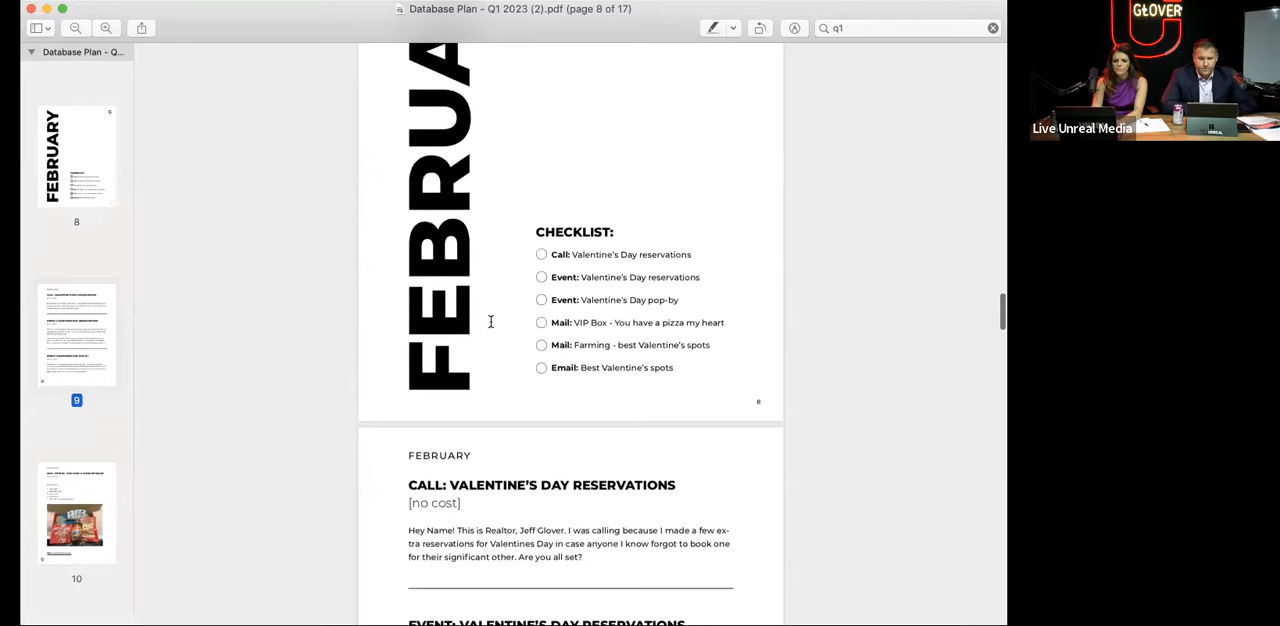 Database Plan - Q1 2023 (2).pdf (page 8 of 17)
q1
Database Plan - Q...
FEBRUARY
8
9
10
FEBRUA
CHECKLIST:
Call: Valentine's Day reservations
Event: Valentine's Day reservations
Event: Valentine's Day pop-by
Mail: VIP Box - You have a pizza my heart
Mail: Farming - best Valentine's spots
Email: Best Valentine's spots
8
FEBRUARY
CALL: VALENTINE'S DAY RESERVATIONS
[no cost]
Hey Name! This is Realtor, Jeff Glover. I was calling because I made a few ex-
tra reservations for Valentines Day in case anyone I know forgot to book one
for their significant other. Are you all set?
EVENT: VALENTINE'S DAY RESERVATIONS
GLOVER
Live Unreal Media
UNREAL